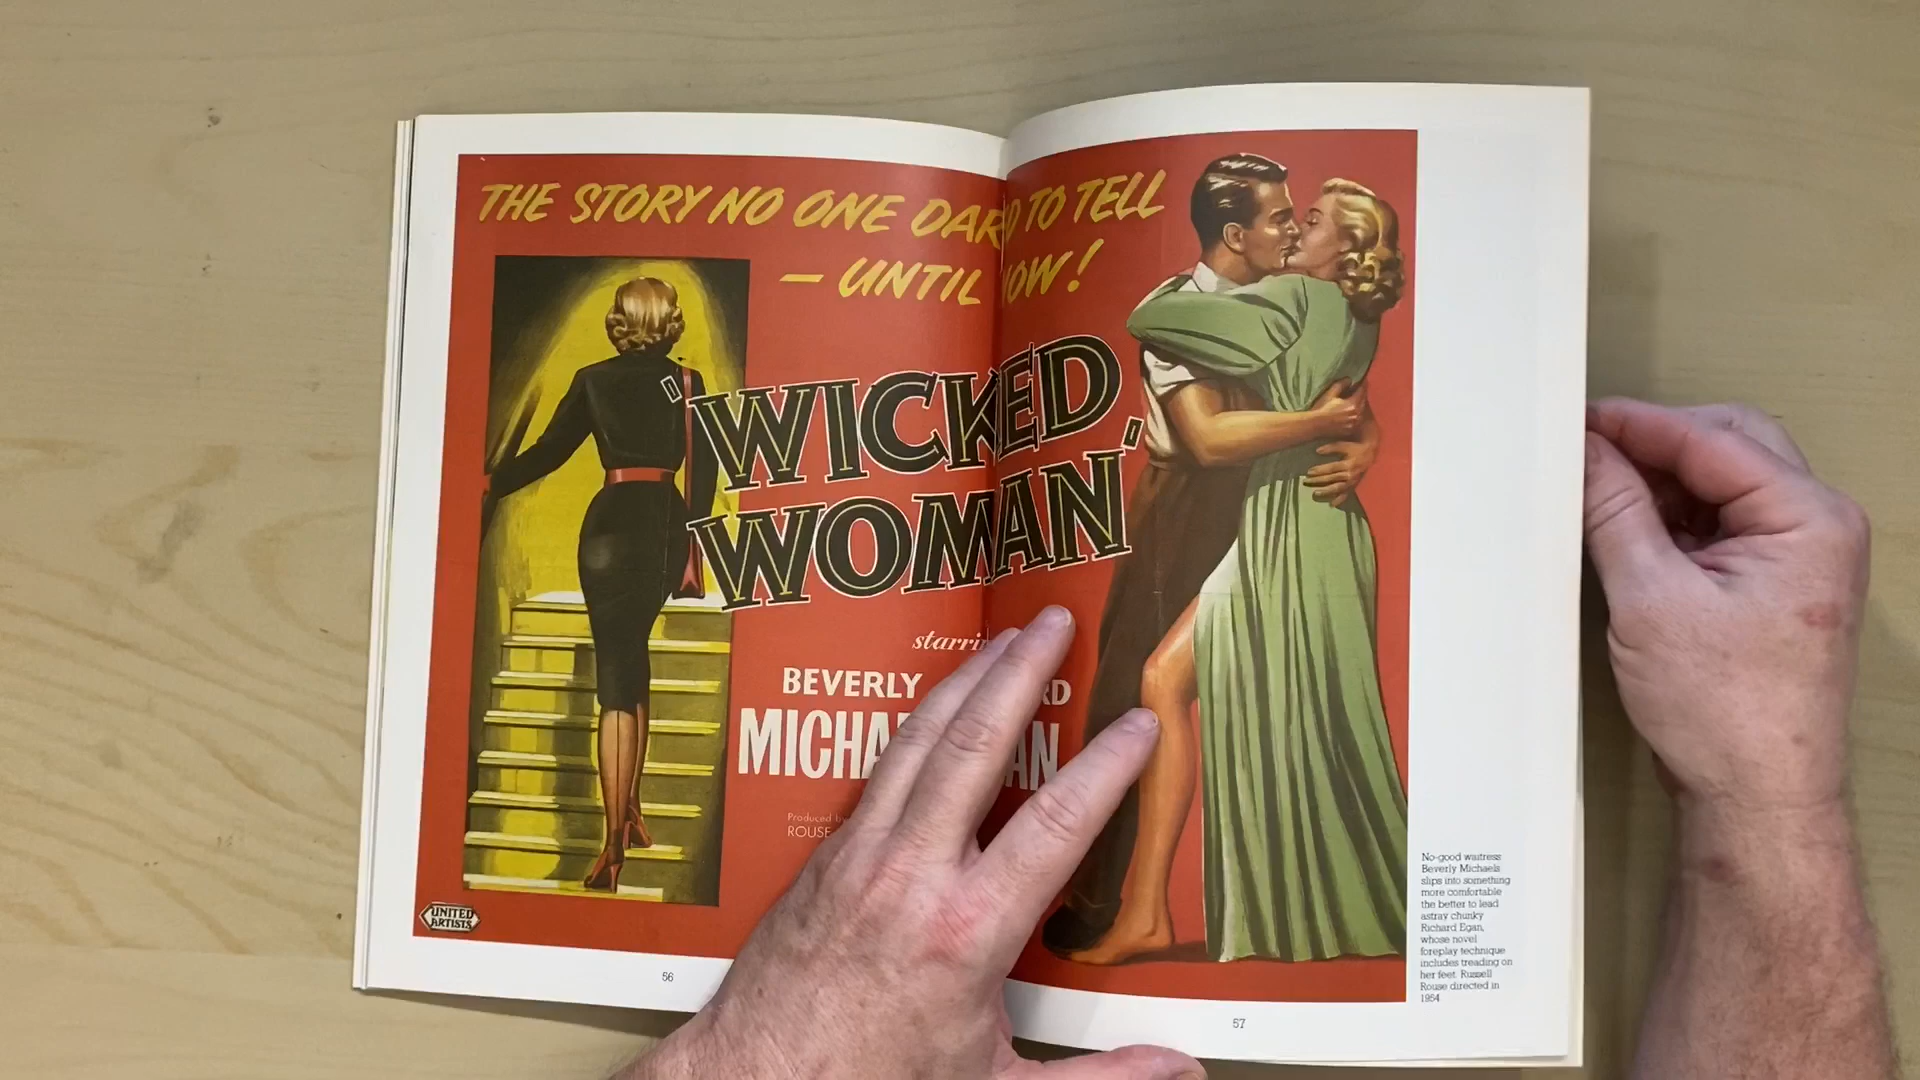 THE STORY NO ONE DAR D TO TELL
– UNTIL OW!
WICKED
WOMAN
starrin
BEVERLY RD
MICHA AN
Produced by
ROUSE
UNITED
ARTISTS
56
57
No-good waitress
Beverly Michaels
slips into something
more comfortable
the better to lead
astray chunky
Richard Egan,
whose novel
foreplay technique
includes treading on
her feet. Russell
Rouse directed in
1954